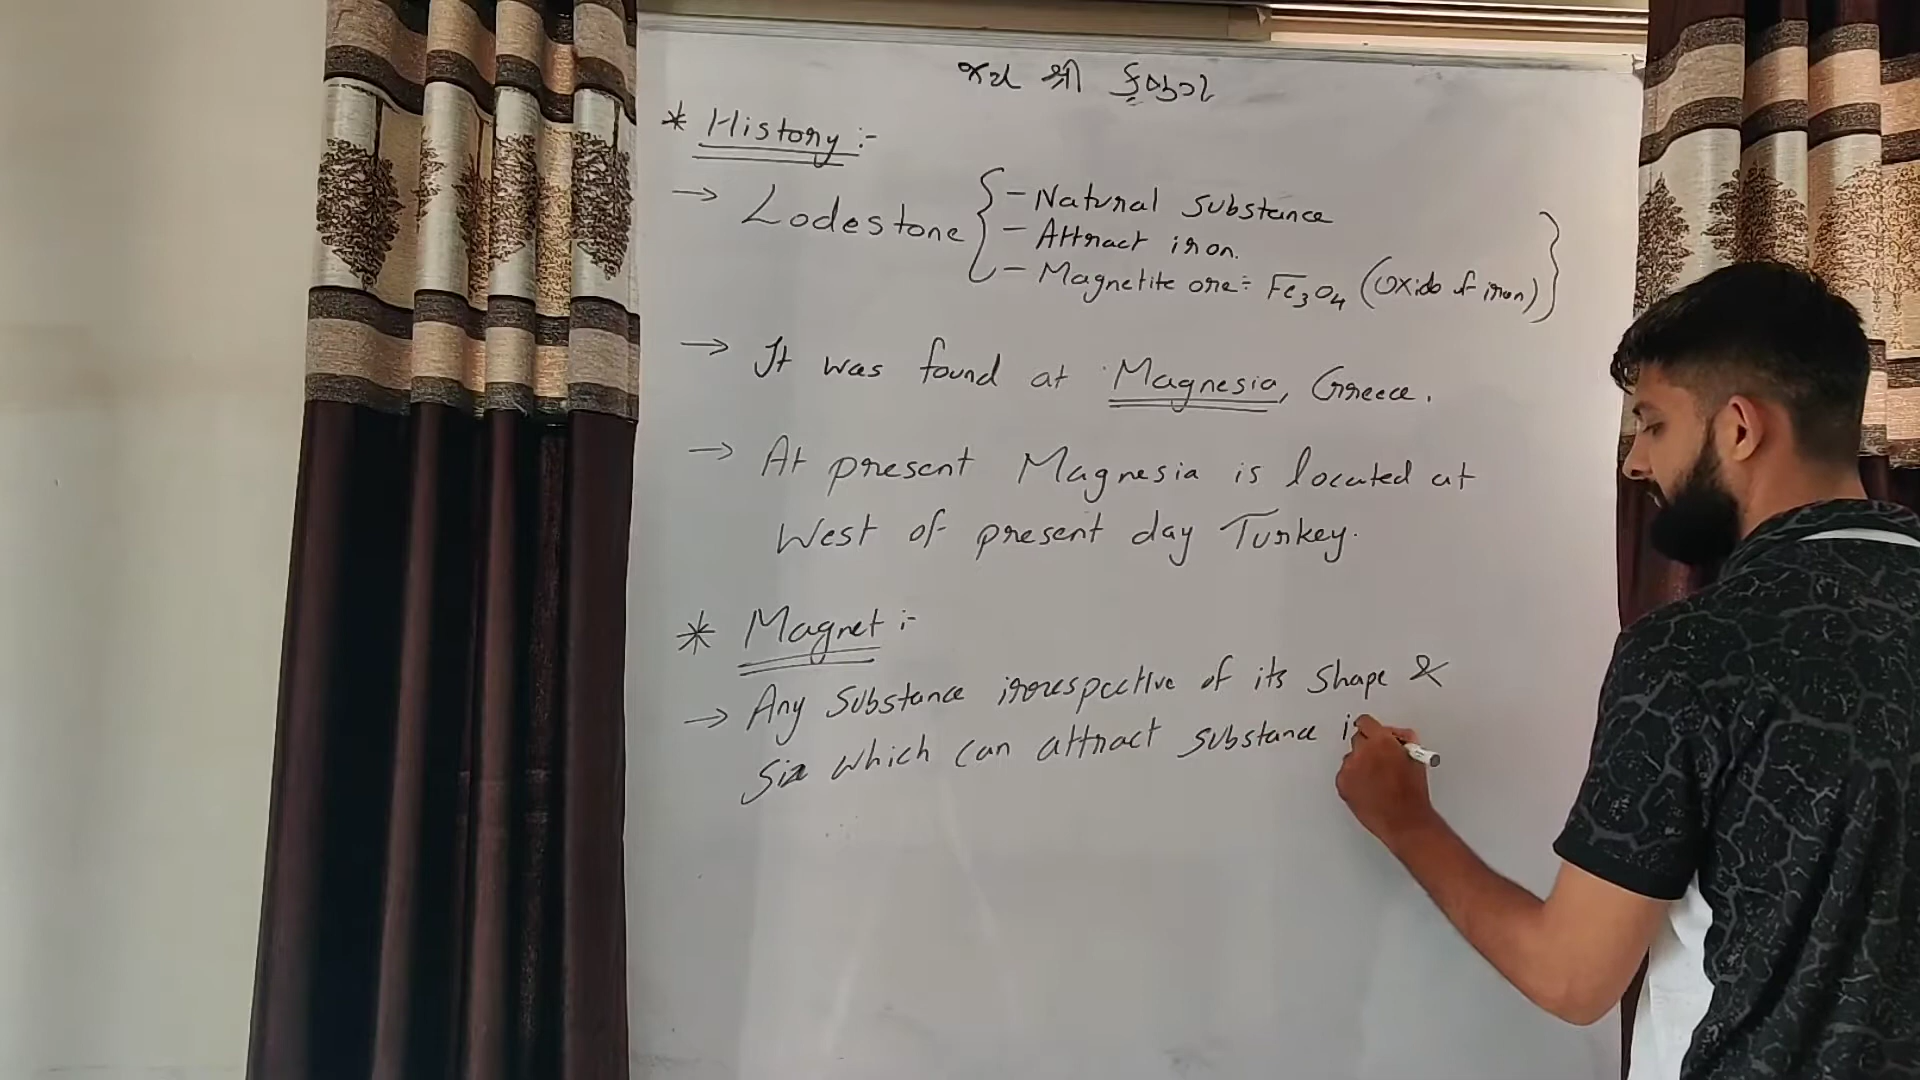 જય શ્રી કુબેર
* History :-
→ Lodestone { - Natural substance
- Attract iron.
- Magnetite ore = Fe₃O₄ (Oxide of iron) }
→ It was found at Magnesia, Greece.
→ At present Magnesia is located at
West of present day Turkey.
* Magnet :-
→ Any substance irrespective of its shape &
size which can attract substance